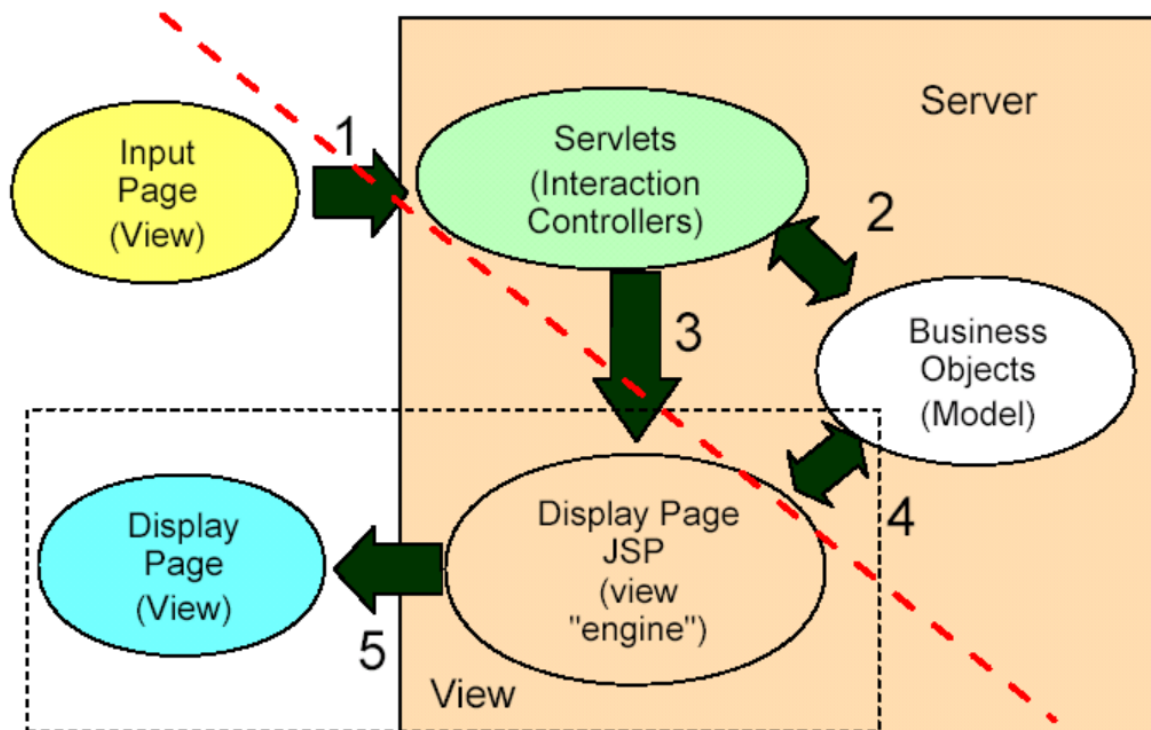 Input
Page
(View)
1
Servlets
(Interaction
Controllers)
Server
2
3
Business
Objects
(Model)
4
Display Page
JSP
(view
"engine")
Display
Page
(View)
5
View